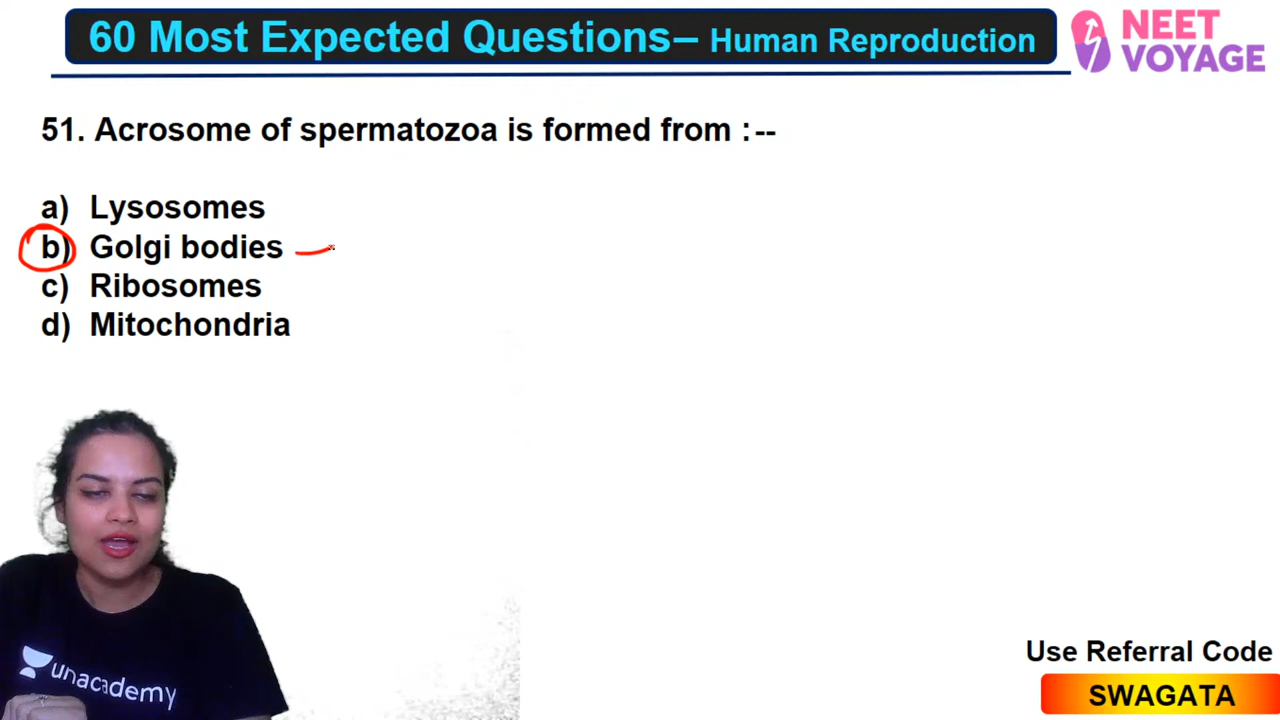 60 Most Expected Questions– Human Reproduction
NEET
VOYAGE
51. Acrosome of spermatozoa is formed from :--
a) Lysosomes
b) Golgi bodies
c) Ribosomes
d) Mitochondria
unacademy
Use Referral Code
SWAGATA